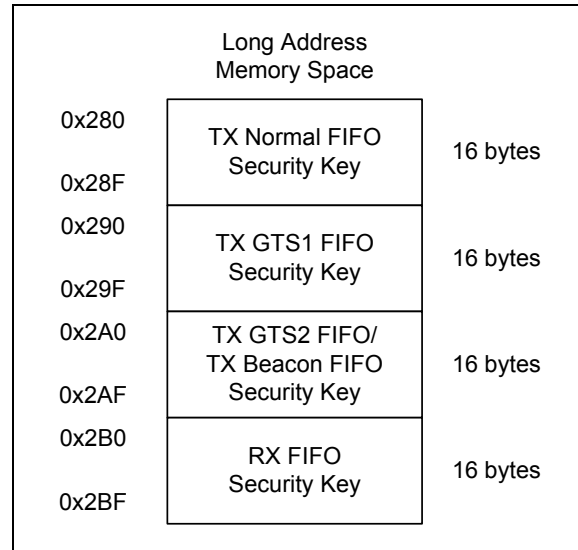 Long Address
Memory Space
0x280
TX Normal FIFO
Security Key
16 bytes
0x28F
0x290
TX GTS1 FIFO
Security Key
16 bytes
0x29F
0x2A0
TX GTS2 FIFO/
TX Beacon FIFO
Security Key
16 bytes
0x2AF
0x2B0
RX FIFO
Security Key
16 bytes
0x2BF